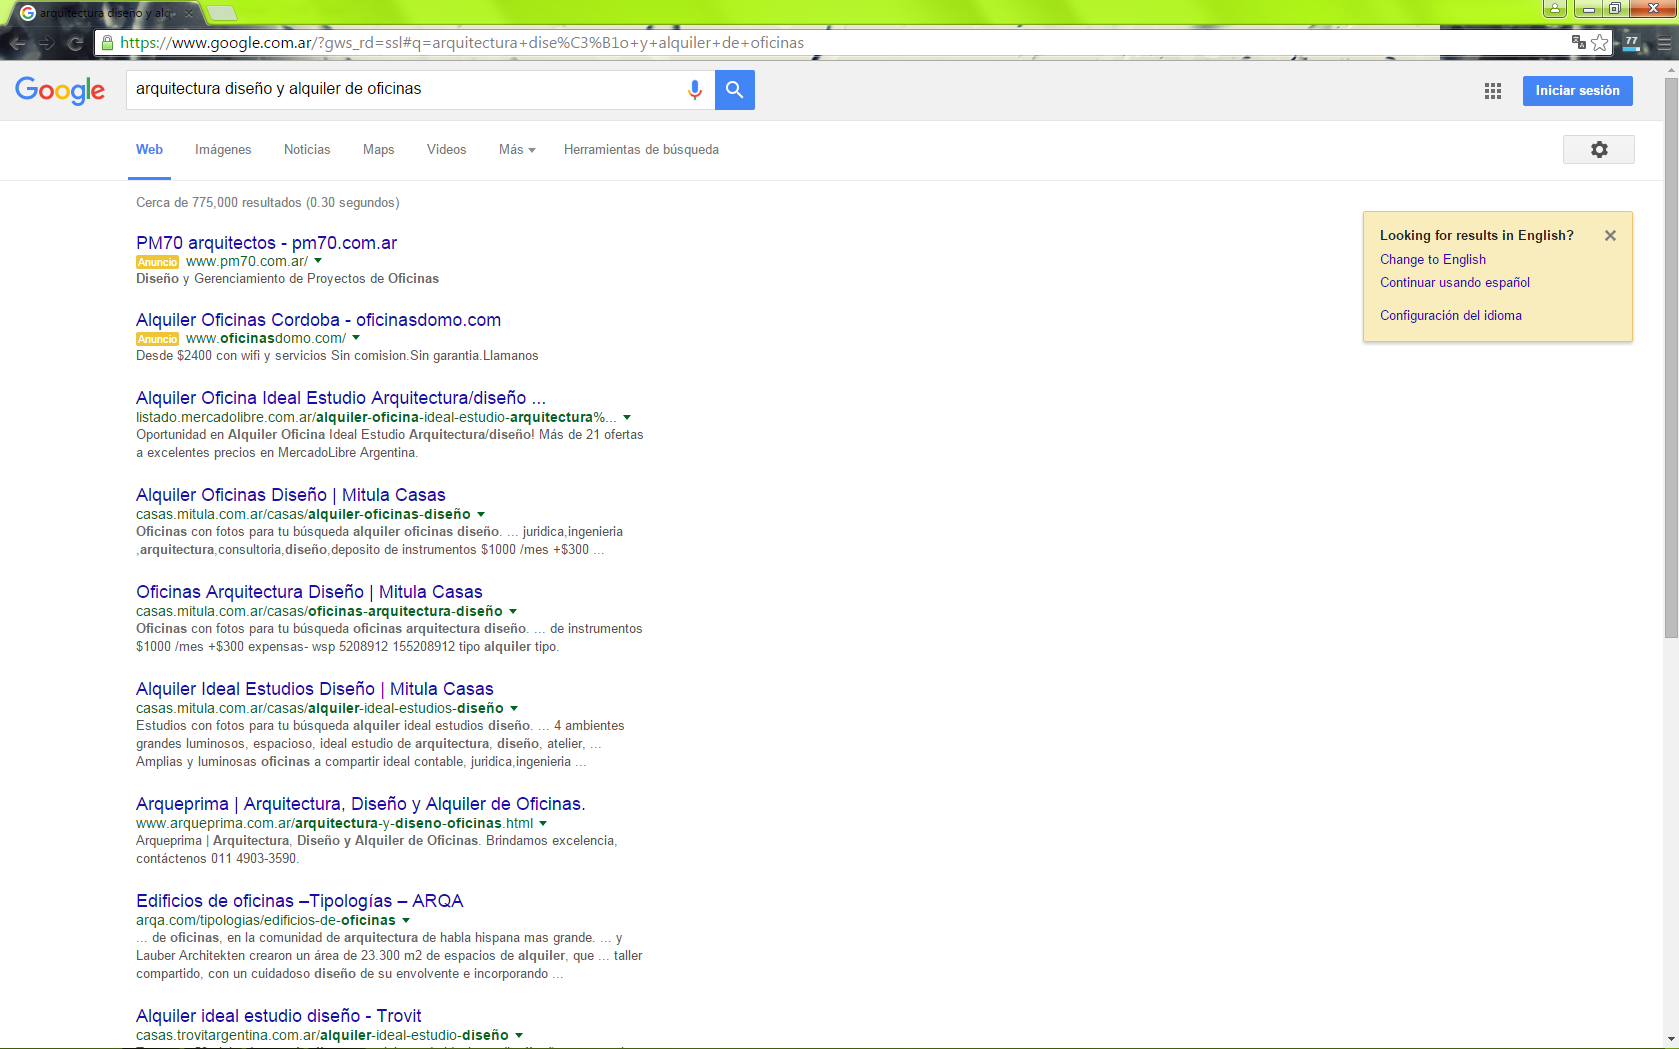 arquitectura diseño y alq
https://www.google.com.ar/?gws_rd=ssl#q=arquitectura+dise%C3%B1o+y+alquiler+de+oficinas
77
Google
arquitectura diseño y alquiler de oficinas
Iniciar sesión
Web Imágenes Noticias Maps Videos Más Herramientas de búsqueda
Cerca de 775,000 resultados (0.30 segundos)
PM70 arquitectos - pm70.com.ar
Anuncio www.pm70.com.ar/
Diseño y Gerenciamiento de Proyectos de Oficinas
Alquiler Oficinas Cordoba - oficinasdomo.com
Anuncio www.oficinasdomo.com/
Desde $2400 con wifi y servicios Sin comision.Sin garantia.Llamanos
Alquiler Oficina Ideal Estudio Arquitectura/diseño ...
listado.mercadolibre.com.ar/alquiler-oficina-ideal-estudio-arquitectura%...
Oportunidad en Alquiler Oficina Ideal Estudio Arquitectura/diseño! Más de 21 ofertas
a excelentes precios en MercadoLibre Argentina.
Alquiler Oficinas Diseño | Mitula Casas
casas.mitula.com.ar/casas/alquiler-oficinas-diseño
Oficinas con fotos para tu búsqueda alquiler oficinas diseño. ... juridica,ingenieria
,arquitectura,consultoria,diseño,deposito de instrumentos $1000 /mes +$300 ...
Oficinas Arquitectura Diseño | Mitula Casas
casas.mitula.com.ar/casas/oficinas-arquitectura-diseño
Oficinas con fotos para tu búsqueda oficinas arquitectura diseño. ... de instrumentos
$1000 /mes +$300 expensas- wsp 5208912 155208912 tipo alquiler tipo.
Alquiler Ideal Estudios Diseño | Mitula Casas
casas.mitula.com.ar/casas/alquiler-ideal-estudios-diseño
Estudios con fotos para tu búsqueda alquiler ideal estudios diseño. ... 4 ambientes
grandes luminosos, espacioso, ideal estudio de arquitectura, diseño, atelier, ...
Amplias y luminosas oficinas a compartir ideal contable, juridica,ingenieria ...
Arqueprima | Arquitectura, Diseño y Alquiler de Oficinas.
www.arqueprima.com.ar/arquitectura-y-diseno-oficinas.html
Arqueprima | Arquitectura, Diseño y Alquiler de Oficinas. Brindamos excelencia,
contáctenos 011 4903-3590.
Edificios de oficinas –Tipologías – ARQA
arqa.com/tipologias/edificios-de-oficinas
... de oficinas, en la comunidad de arquitectura de habla hispana mas grande. ... y
Lauber Architekten crearon un área de 23.300 m2 de espacios de alquiler, que ... taller
compartido, con un cuidadoso diseño de su envolvente e incorporando ...
Alquiler ideal estudio diseño - Trovit
casas.trovitargentina.com.ar/alquiler-ideal-estudio-diseño
Looking for results in English?
Change to English
Continuar usando español
Configuración del idioma